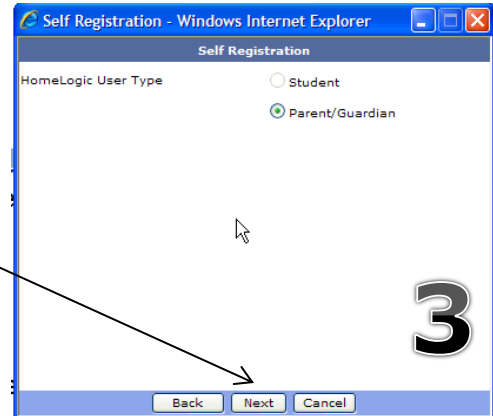 Self Registration - Windows Internet Explorer
Self Registration
HomeLogic User Type
Student
Parent/Guardian
3
Back Next Cancel